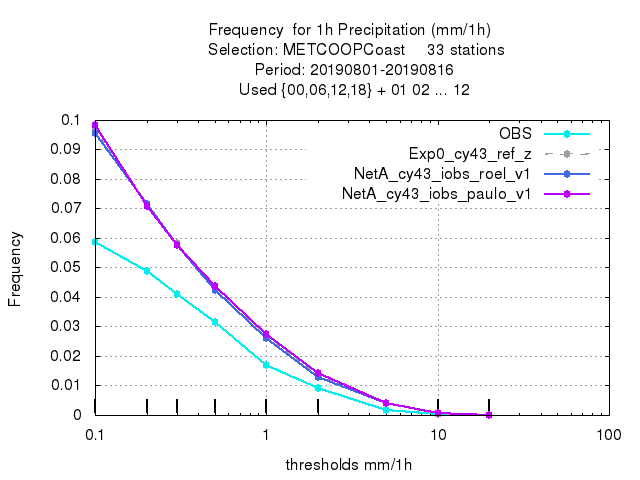 Frequency  for 1h Precipitation (mm/1h)
Selection: METCOOPCoast     33 stations
Period: 20190801-20190816
Used {00,06,12,18} + 01 02 ... 12
0.1
0.09
0.08
0.07
0.06
0.05
0.04
0.03
0.02
0.01
0
Frequency
OBS
Exp0_cy43_ref_z
NetA_cy43_iobs_roel_v1
NetA_cy43_iobs_paulo_v1
0.1 1 10 100
thresholds mm/1h